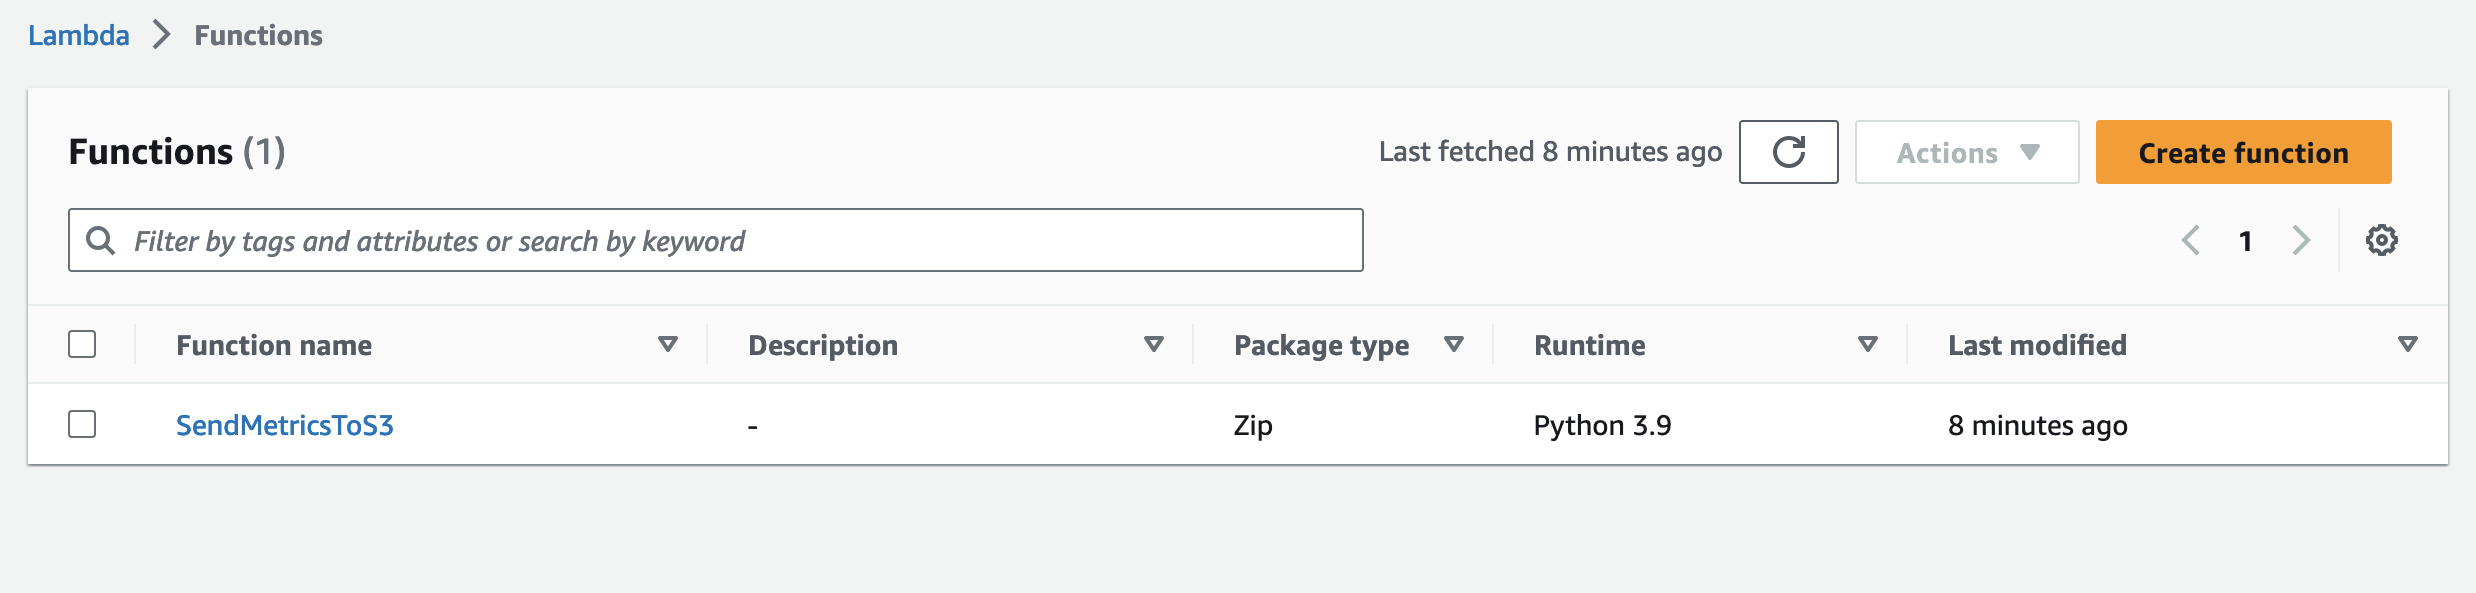 Lambda Functions
Functions (1)
Last fetched 8 minutes ago
Actions
Create function
Filter by tags and attributes or search by keyword
1
Function name Description Package type Runtime Last modified
SendMetricsToS3 - Zip Python 3.9 8 minutes ago